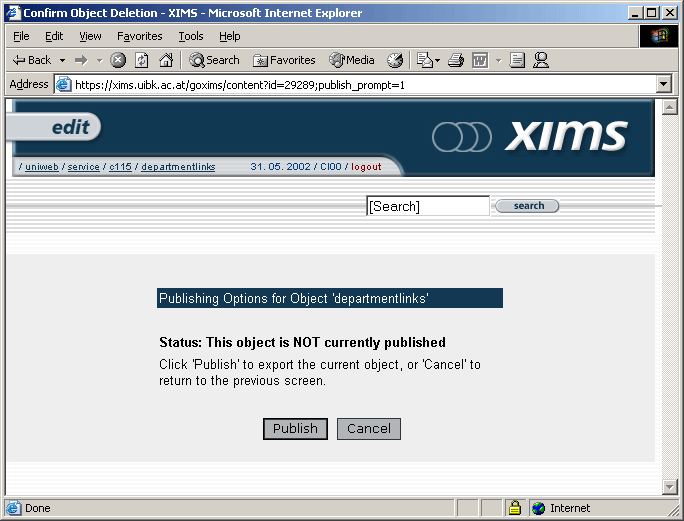 Confirm Object Deletion - XIMS - Microsoft Internet Explorer
File Edit View Favorites Tools Help
Back Search Favorites Media
Address https://xims.uibk.ac.at/goxims/content?id=29289;publish_prompt=1
edit
xims
/ uniweb / service / c115 / departmentlinks 31. 05. 2002 / CI00 / logout
[Search] search
Publishing Options for Object 'departmentlinks'
Status: This object is NOT currently published
Click 'Publish' to export the current object, or 'Cancel' to
return to the previous screen.
Publish Cancel
Done Internet